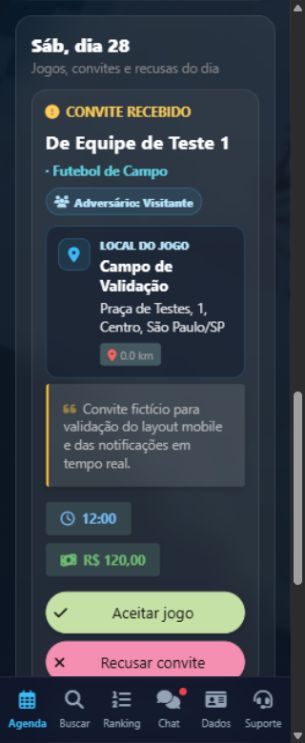 Sáb, dia 28
Jogos, convites e recusas do dia
CONVITE RECEBIDO
De Equipe de Teste 1
· Futebol de Campo
Adversário: Visitante
LOCAL DO JOGO
Campo de
Validação
Praça de Testes, 1,
Centro, São Paulo/SP
0.0 km
Convite fictício para
validação do layout mobile
e das notificações em
tempo real.
12:00
R$ 120,00
Aceitar jogo
Recusar convite
Agenda Buscar Ranking Chat Dados Suporte